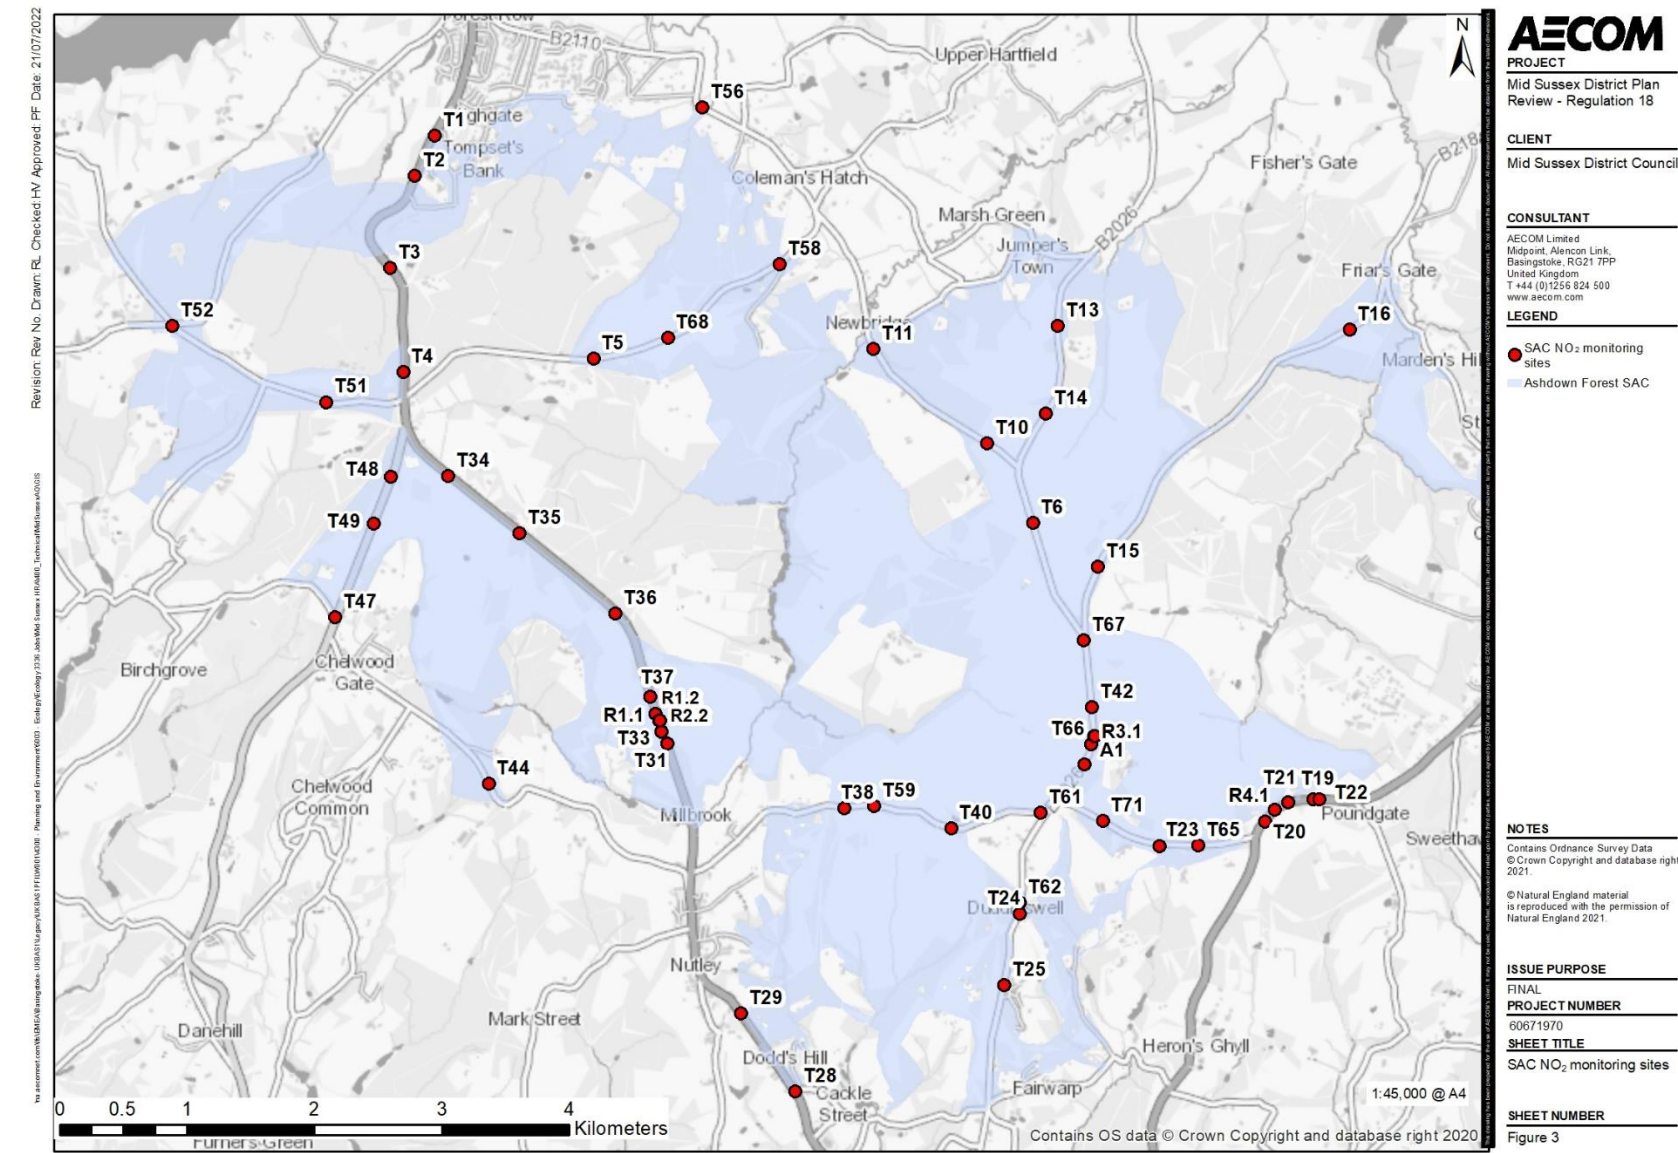 Revision: Rev No. Drawn: RL Checked: HV Approved: PF Date: 21/07/2022
Forest Row
B2110
Upper Hartfield
N
T56
T1
ghgate
Tompset's
Bank
T2
Coleman's Hatch
Fisher's Gate
Marsh Green
Jumper's
Town
B2026
T3
T58
Friar's Gate
T52
T68
Newbridge
T11
T13
T16
T5
Marden's Hil
T4
T51
T14
T10
St
T48
T34
T49
T35
T6
T15
T47
T36
T67
Birchgrove
Chelwood
Gate
T37
R1.2
R1.1
R2.2
T33
T31
T42
T66
R3.1
A1
T44
Chelwood
Common
Millbrook
T38
T59
T40
T61
T71
T23
T65
R4.1
T21
T19
T22
T20
Poundgate
Sweethaw
T62
T24
Duddleswell
T25
Nutley
T29
Mark Street
Danehill
Dodd's Hill
T28
Cackle
Street
Heron's Ghyll
Fairwarp
1:45,000 @ A4
0 0.5 1 2 3 4
Kilometers
Furner's Green
Contains OS data © Crown Copyright and database right 2020
AECOM
PROJECT
Mid Sussex District Plan
Review - Regulation 18
CLIENT
Mid Sussex District Council
CONSULTANT
AECOM Limited
Midpoint, Alencon Link,
Basingstoke, RG21 7PP
United Kingdom
T +44 (0)1256 824 500
www.aecom.com
LEGEND
SAC NO₂ monitoring
sites
Ashdown Forest SAC
NOTES
Contains Ordnance Survey Data
© Crown Copyright and database right
2021.
© Natural England material
is reproduced with the permission of
Natural England 2021.
ISSUE PURPOSE
FINAL
PROJECT NUMBER
60671970
SHEET TITLE
SAC NO₂ monitoring sites
SHEET NUMBER
Figure 3